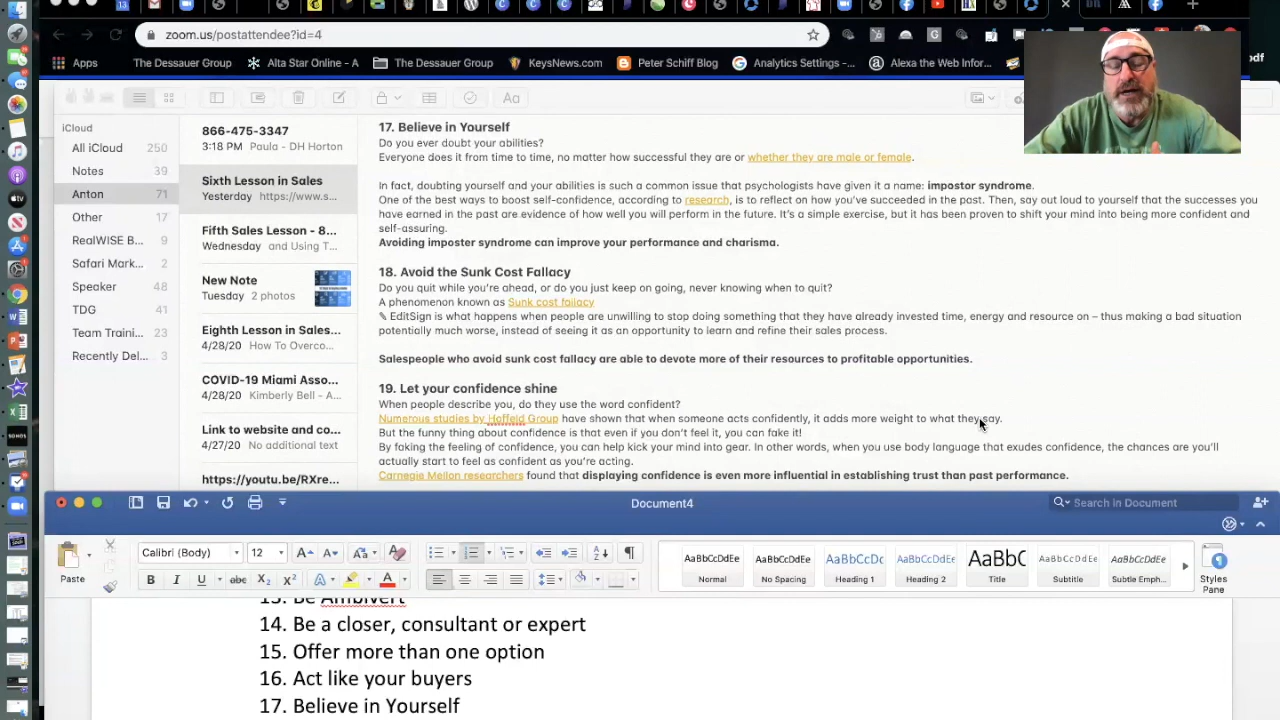 13
zoom.us/postattendee?id=4
Apps
The Dessauer Group
Alta Star Online - A
The Dessauer Group
KeysNews.com
Peter Schiff Blog
Analytics Settings -...
Alexa the Web Infor...
pdf
Aa
iCloud
All iCloud 250
Notes 39
Anton 71
Other 17
RealWISE B... 9
Safari Mark... 2
Speaker 48
TDG 41
Team Traini... 23
Recently Del... 3
866-475-3347
3:18 PM Paula - DH Horton
Sixth Lesson in Sales
Yesterday https://www.s...
Fifth Sales Lesson - 8...
Wednesday and Using T...
New Note
Tuesday 2 photos
Eighth Lesson in Sales...
4/28/20 How To Overco...
COVID-19 Miami Asso...
4/28/20 Kimberly Bell - A...
Link to website and co...
4/27/20 No additional text
https://youtu.be/RXre...
17. Believe in Yourself
Do you ever doubt your abilities?
Everyone does it from time to time, no matter how successful they are or whether they are male or female.
In fact, doubting yourself and your abilities is such a common issue that psychologists have given it a name: impostor syndrome.
One of the best ways to boost self-confidence, according to research, is to reflect on how you've succeeded in the past. Then, say out loud to yourself that the successes you
have earned in the past are evidence of how well you will perform in the future. It's a simple exercise, but it has been proven to shift your mind into being more confident and
self-assuring.
Avoiding imposter syndrome can improve your performance and charisma.
18. Avoid the Sunk Cost Fallacy
Do you quit while you're ahead, or do you just keep on going, never knowing when to quit?
A phenomenon known as Sunk cost fallacy
✎ EditSign is what happens when people are unwilling to stop doing something that they have already invested time, energy and resource on – thus making a bad situation
potentially much worse, instead of seeing it as an opportunity to learn and refine their sales process.
Salespeople who avoid sunk cost fallacy are able to devote more of their resources to profitable opportunities.
19. Let your confidence shine
When people describe you, do they use the word confident?
Numerous studies by Hoffeld Group have shown that when someone acts confidently, it adds more weight to what they say.
But the funny thing about confidence is that even if you don't feel it, you can fake it!
By faking the feeling of confidence, you can help kick your mind into gear. In other words, when you use body language that exudes confidence, the chances are you'll
actually start to feel as confident as you're acting.
Carnegie Mellon researchers found that displaying confidence is even more influential in establishing trust than past performance.
Document4
Search in Document
Paste
Calibri (Body)
12
AaBbCcDdEe
Normal
AaBbCcDdEe
No Spacing
AaBbCcDc
Heading 1
AaBbCcDdEe
Heading 2
AaBbC
Title
AaBbCcDdEe
Subtitle
AaBbCcDdEe
Subtle Emph...
Styles
Pane
13. Be Ambivert
14. Be a closer, consultant or expert
15. Offer more than one option
16. Act like your buyers
17. Believe in Yourself